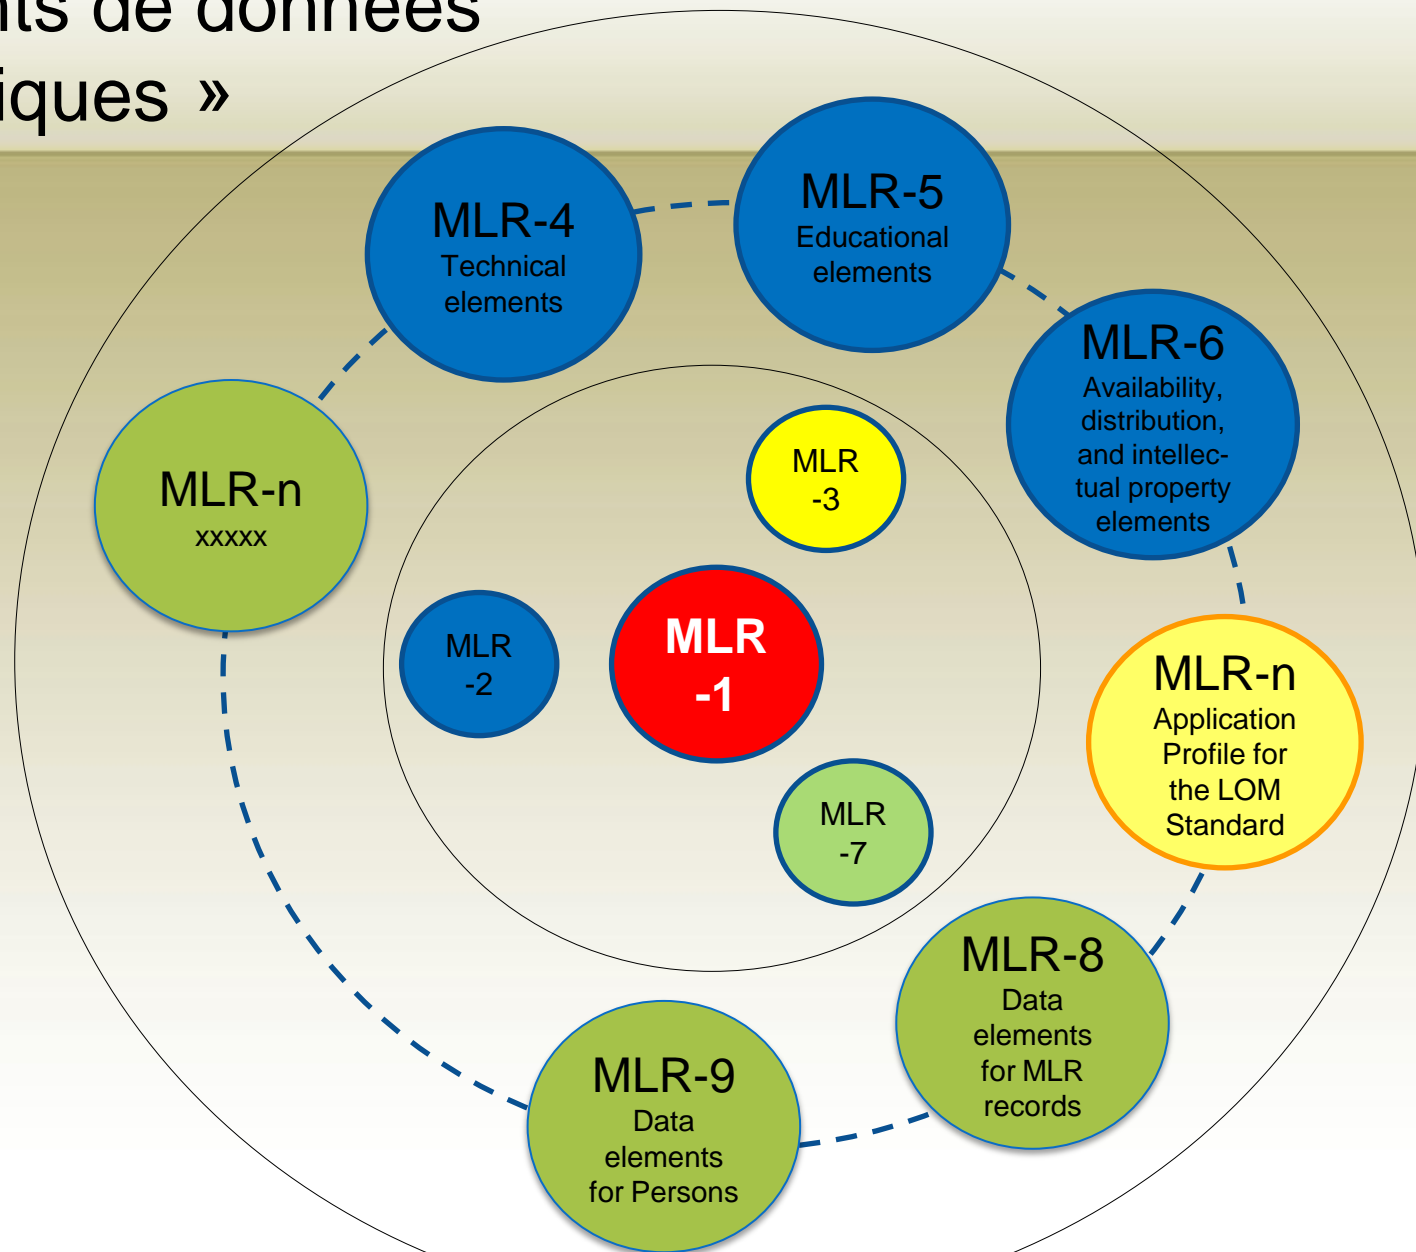 de données
»
MLR-4
Technical
elements
MLR-5
Educational
elements
MLR-6
Availability,
distribution,
and intellec-
tual property
elements
MLR-n
xxxxx
MLR
-3
MLR
-2
MLR
-1
MLR
-7
MLR-n
Application
Profile for
the LOM
Standard
MLR-8
Data
elements
for MLR
records
MLR-9
Data
elements
for Persons